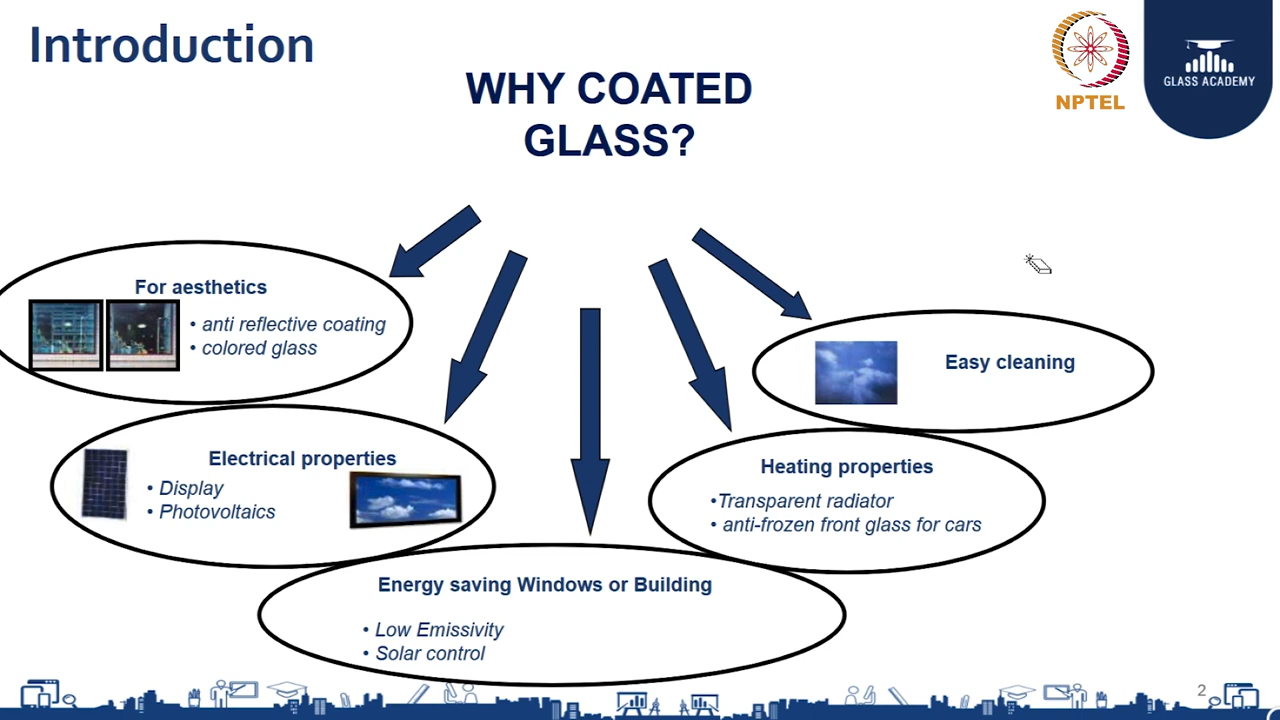 Introduction
WHY COATED
GLASS?
NPTEL
GLASS ACADEMY
For aesthetics
• anti reflective coating
• colored glass
Easy cleaning
Electrical properties
• Display
• Photovoltaics
Heating properties
•Transparent radiator
• anti-frozen front glass for cars
Energy saving Windows or Building
• Low Emissivity
• Solar control
2